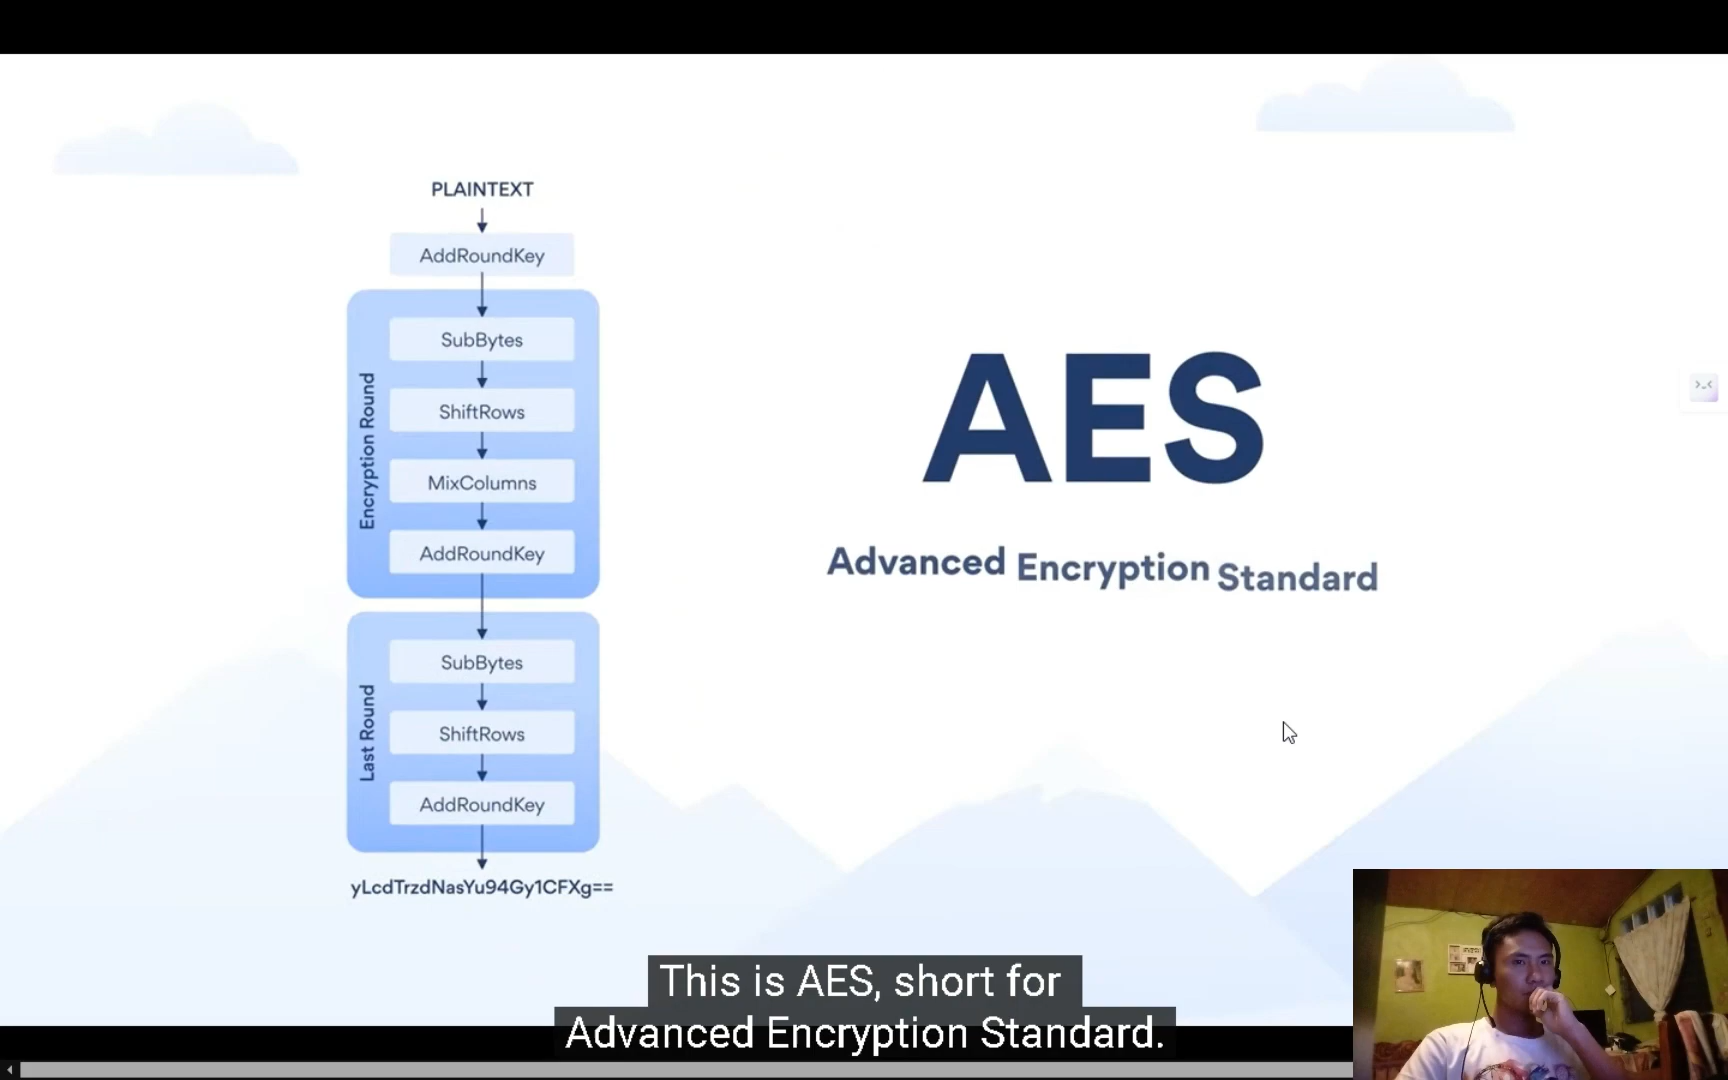 PLAINTEXT
AddRoundKey
Encryption Round
SubBytes
ShiftRows
MixColumns
AddRoundKey
Last Round
SubBytes
ShiftRows
AddRoundKey
yLcdTrzdNasYu94Gy1CFXg==
AES
Advanced Encryption Standard
This is AES, short for
Advanced Encryption Standard.